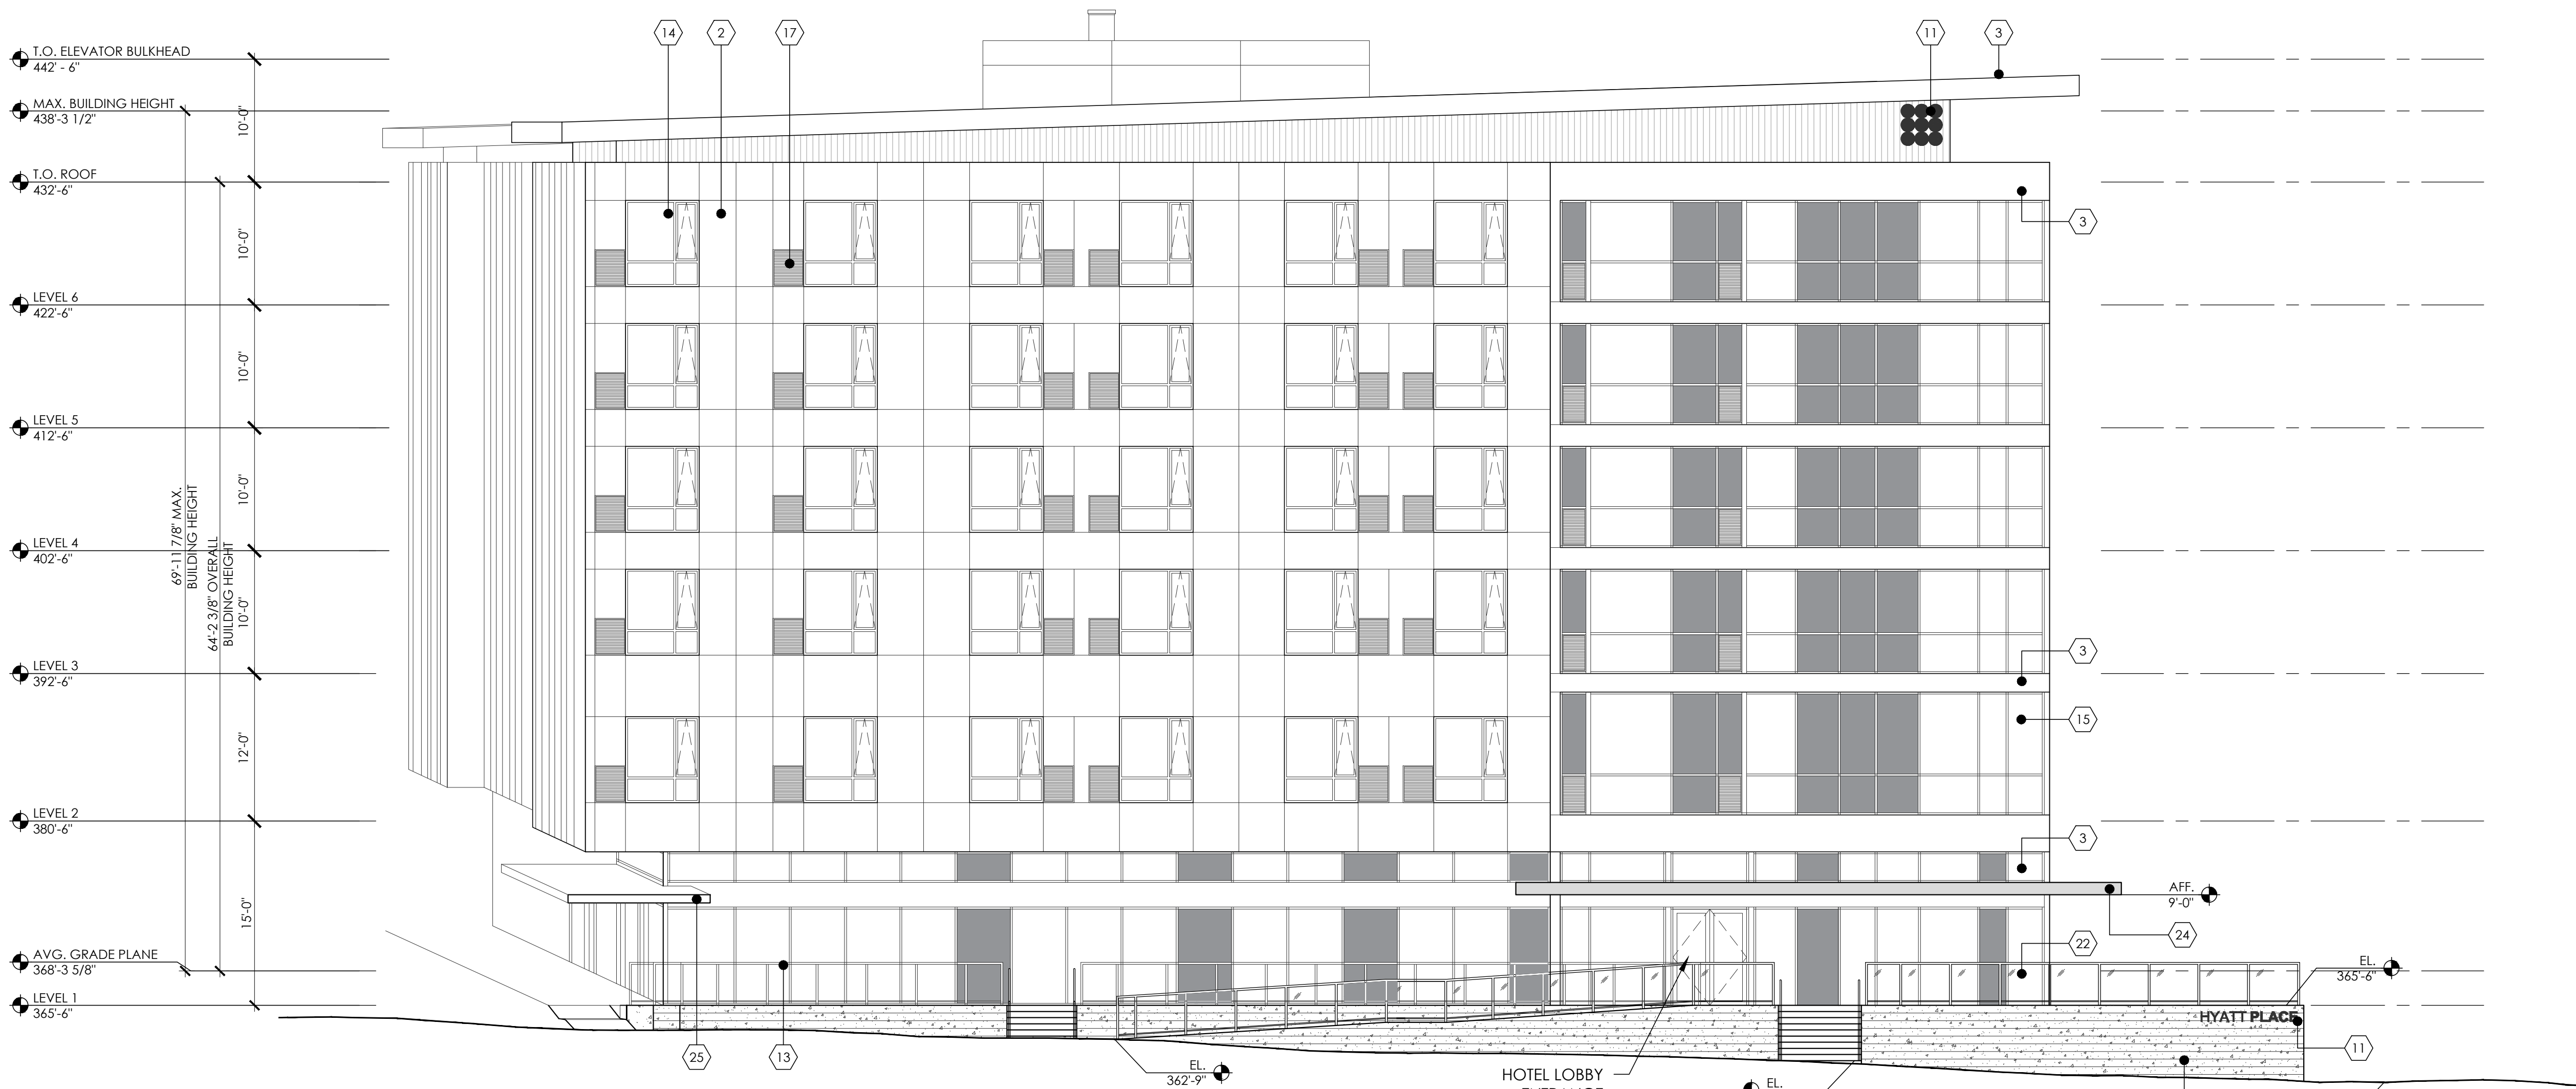 14
2
17
11
3
T.O. ELEVATOR BULKHEAD
442' - 6"
MAX. BUILDING HEIGHT
438'-3 1/2"
10'-0"
T.O. ROOF
432'-6"
3
10'-0"
LEVEL 6
422'-6"
10'-0"
LEVEL 5
412'-6"
10'-0"
69'-11 7/8" MAX.
BUILDING HEIGHT
64'-2 3/8" OVERALL
BUILDING HEIGHT
LEVEL 4
402'-6"
10'-0"
3
LEVEL 3
392'-6"
15
12'-0"
LEVEL 2
380'-6"
3
AFF.
9'-0"
15'-0"
24
22
AVG. GRADE PLANE
368'-3 5/8"
EL.
365'-6"
LEVEL 1
365'-6"
HYATT PLACE
25
13
11
EL.
362'-9"
HOTEL LOBBY
EL.